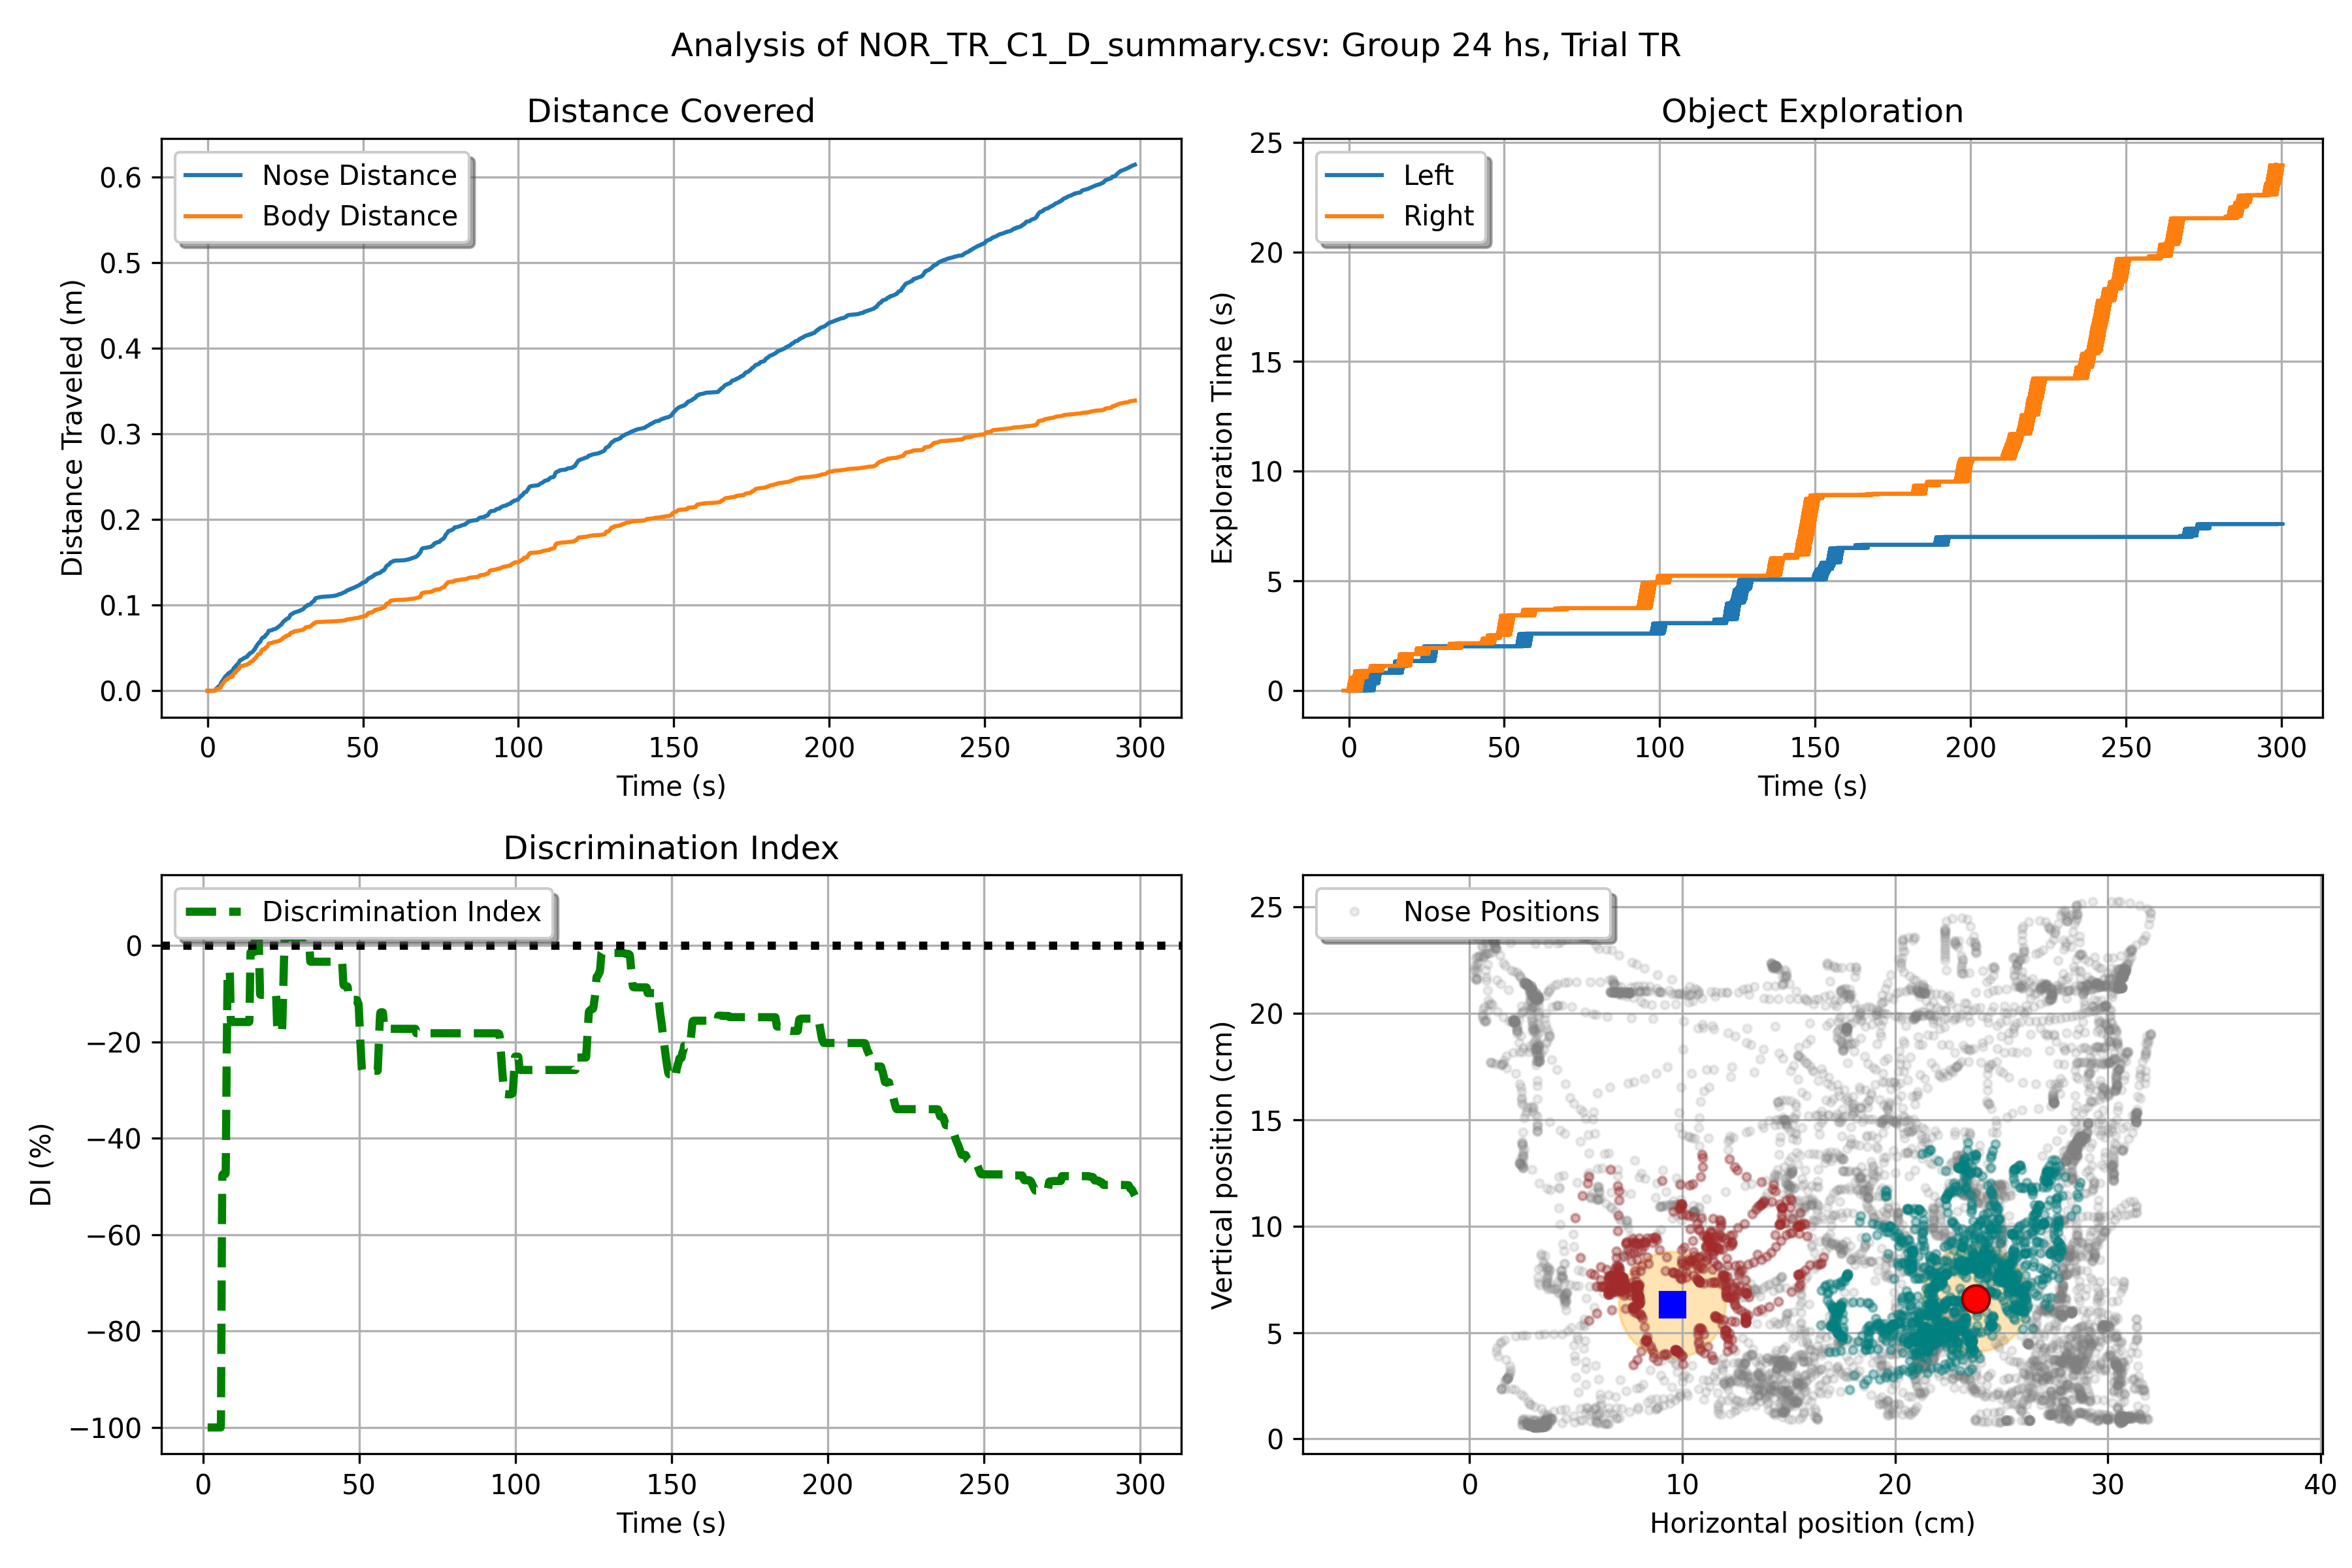 Analysis of NOR_TR_C1_D_summary.csv: Group 24 hs, Trial TR
Distance Covered
Nose Distance
Body Distance
Distance Traveled (m)
0.6
0.5
0.4
0.3
0.2
0.1
0.0
0 50 100 150 200 250 300
Time (s)
Object Exploration
Left
Right
Exploration Time (s)
25
20
15
10
5
0
0 50 100 150 200 250 300
Time (s)
Discrimination Index
Discrimination Index
DI (%)
0
−20
−40
−60
−80
−100
0 50 100 150 200 250 300
Time (s)
Nose Positions
Vertical position (cm)
25
20
15
10
5
0
0 10 20 30 40
Horizontal position (cm)